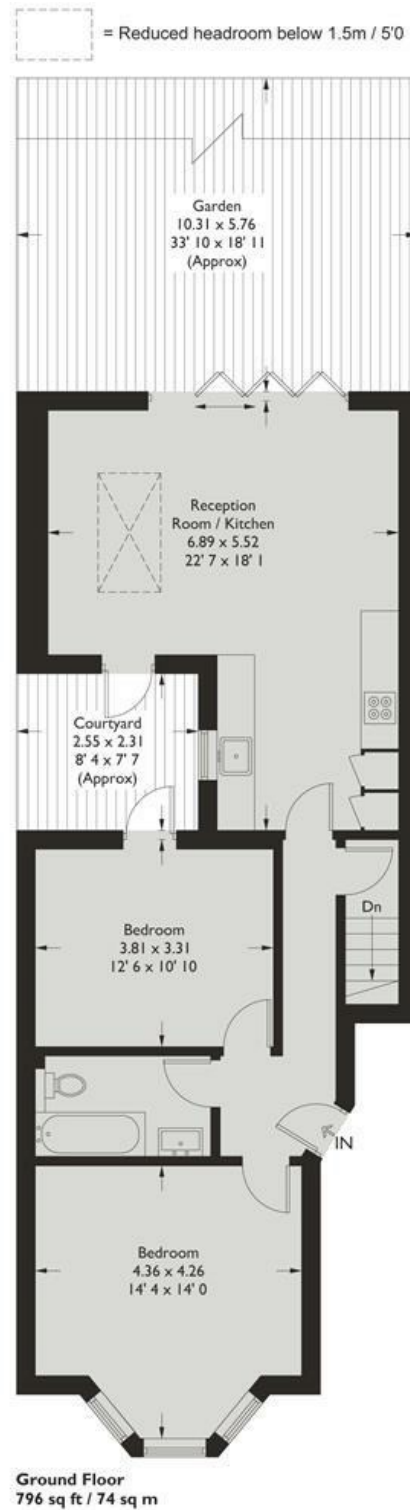 = Reduced headroom below 1.5m / 5'0
Garden
10.31 x 5.76
33' 10 x 18' 11
(Approx)
Reception
Room / Kitchen
6.89 x 5.52
22' 7 x 18' 1
Courtyard
2.55 x 2.31
8' 4 x 7' 7
(Approx)
Dn
Bedroom
3.81 x 3.31
12' 6 x 10' 10
IN
Bedroom
4.36 x 4.26
14' 4 x 14' 0
Ground Floor
796 sq ft / 74 sq m